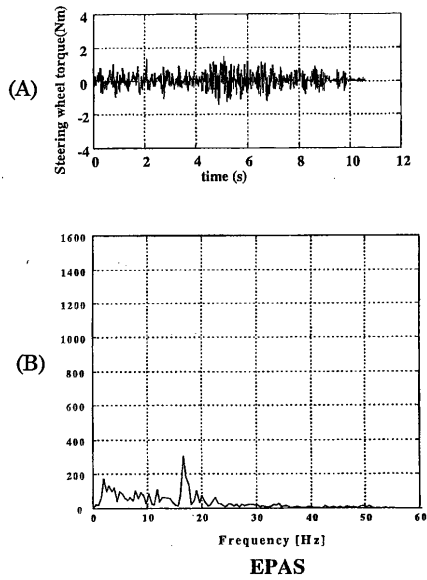 (A)
Steering wheel torque(Nm)
4
2
0
-2
-4
0 2 4 6 8 10 12
time (s)
(B)
1600
1400
1200
1000
800
600
400
200
0
0 10 20 30 40 50 60
Frequency [Hz]
EPAS